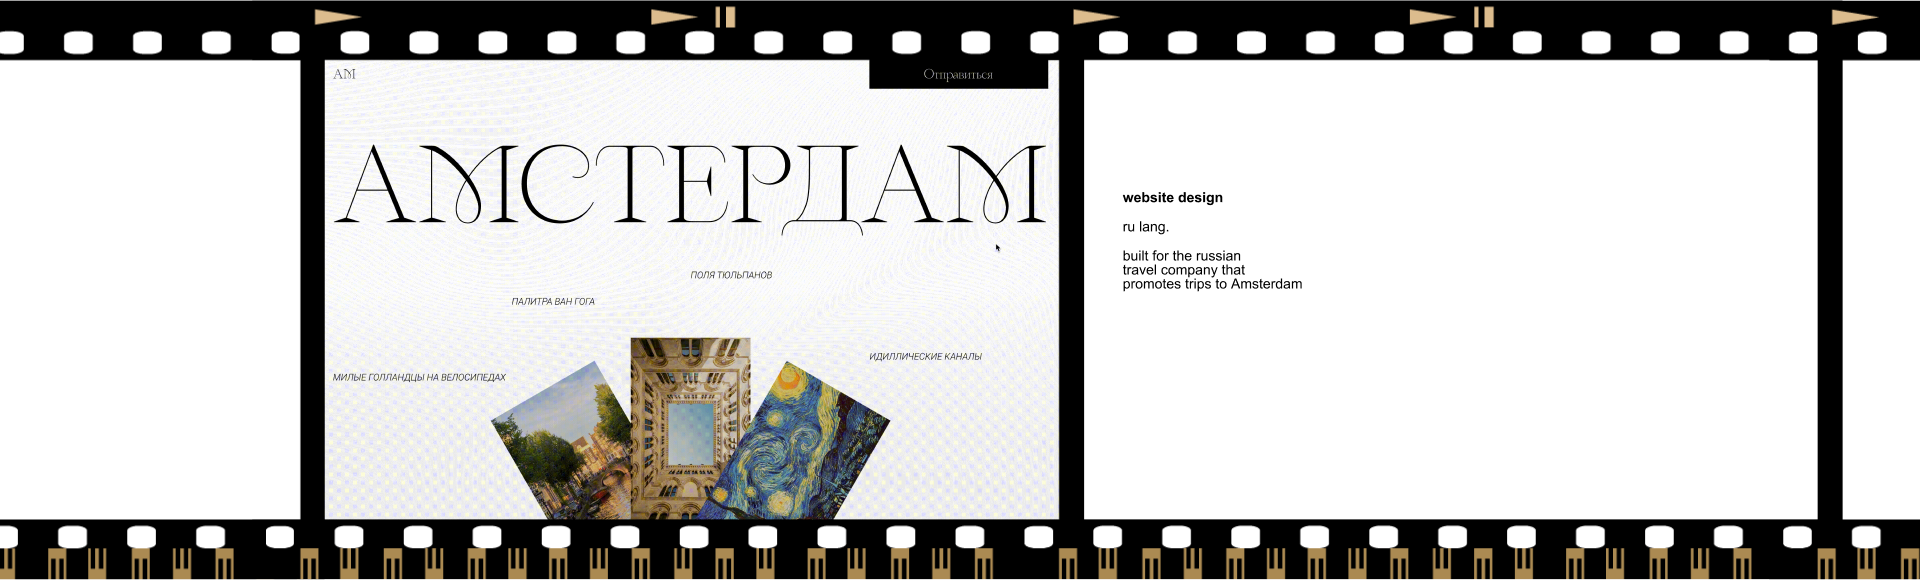 АМ
Отправиться
АМСТЕРДАМ
ПОЛЯ ТЮЛЬПАНОВ
ПАЛИТРА ВАН ГОГА
ИДИЛЛИЧЕСКИЕ КАНАЛЫ
МИЛЫЕ ГОЛЛАНДЦЫ НА ВЕЛОСИПЕДАХ
website design
ru lang.
built for the russian
travel company that
promotes trips to Amsterdam